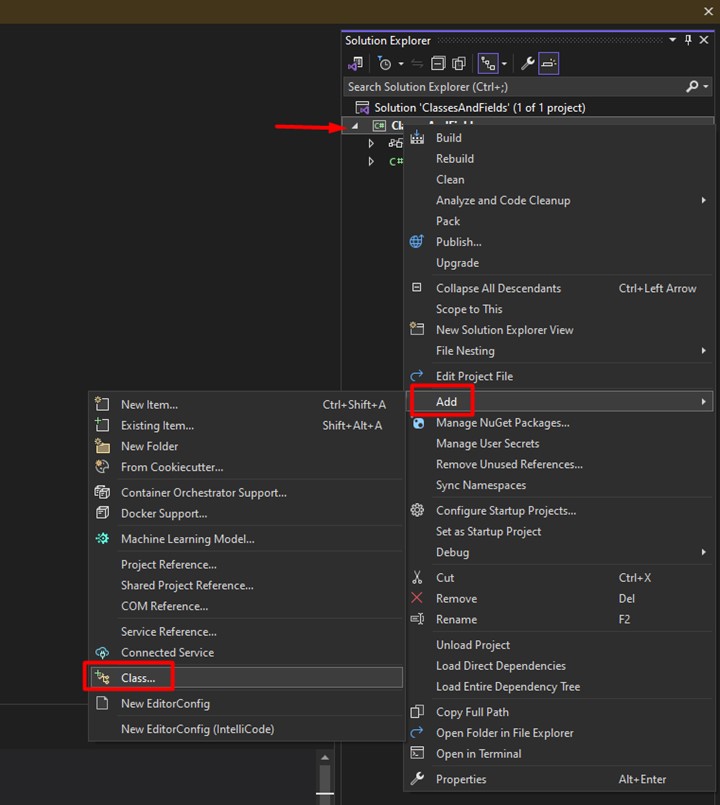 Solution Explorer
Search Solution Explorer (Ctrl+;)
Solution 'ClassesAndFields' (1 of 1 project)
Build
Rebuild
Clean
Analyze and Code Cleanup
Pack
Publish...
Upgrade
Collapse All Descendants Ctrl+Left Arrow
Scope to This
New Solution Explorer View
File Nesting
Edit Project File
Add
Manage NuGet Packages...
Manage User Secrets
Remove Unused References...
Sync Namespaces
Configure Startup Projects...
Set as Startup Project
Debug
Cut Ctrl+X
Remove Del
Rename F2
Unload Project
Load Direct Dependencies
Load Entire Dependency Tree
Copy Full Path
Open Folder in File Explorer
Open in Terminal
Properties Alt+Enter
New Item... Ctrl+Shift+A
Existing Item... Shift+Alt+A
New Folder
From Cookiecutter...
Container Orchestrator Support...
Docker Support...
Machine Learning Model...
Project Reference...
Shared Project Reference...
COM Reference...
Service Reference...
Connected Service
Class...
New EditorConfig
New EditorConfig (IntelliCode)